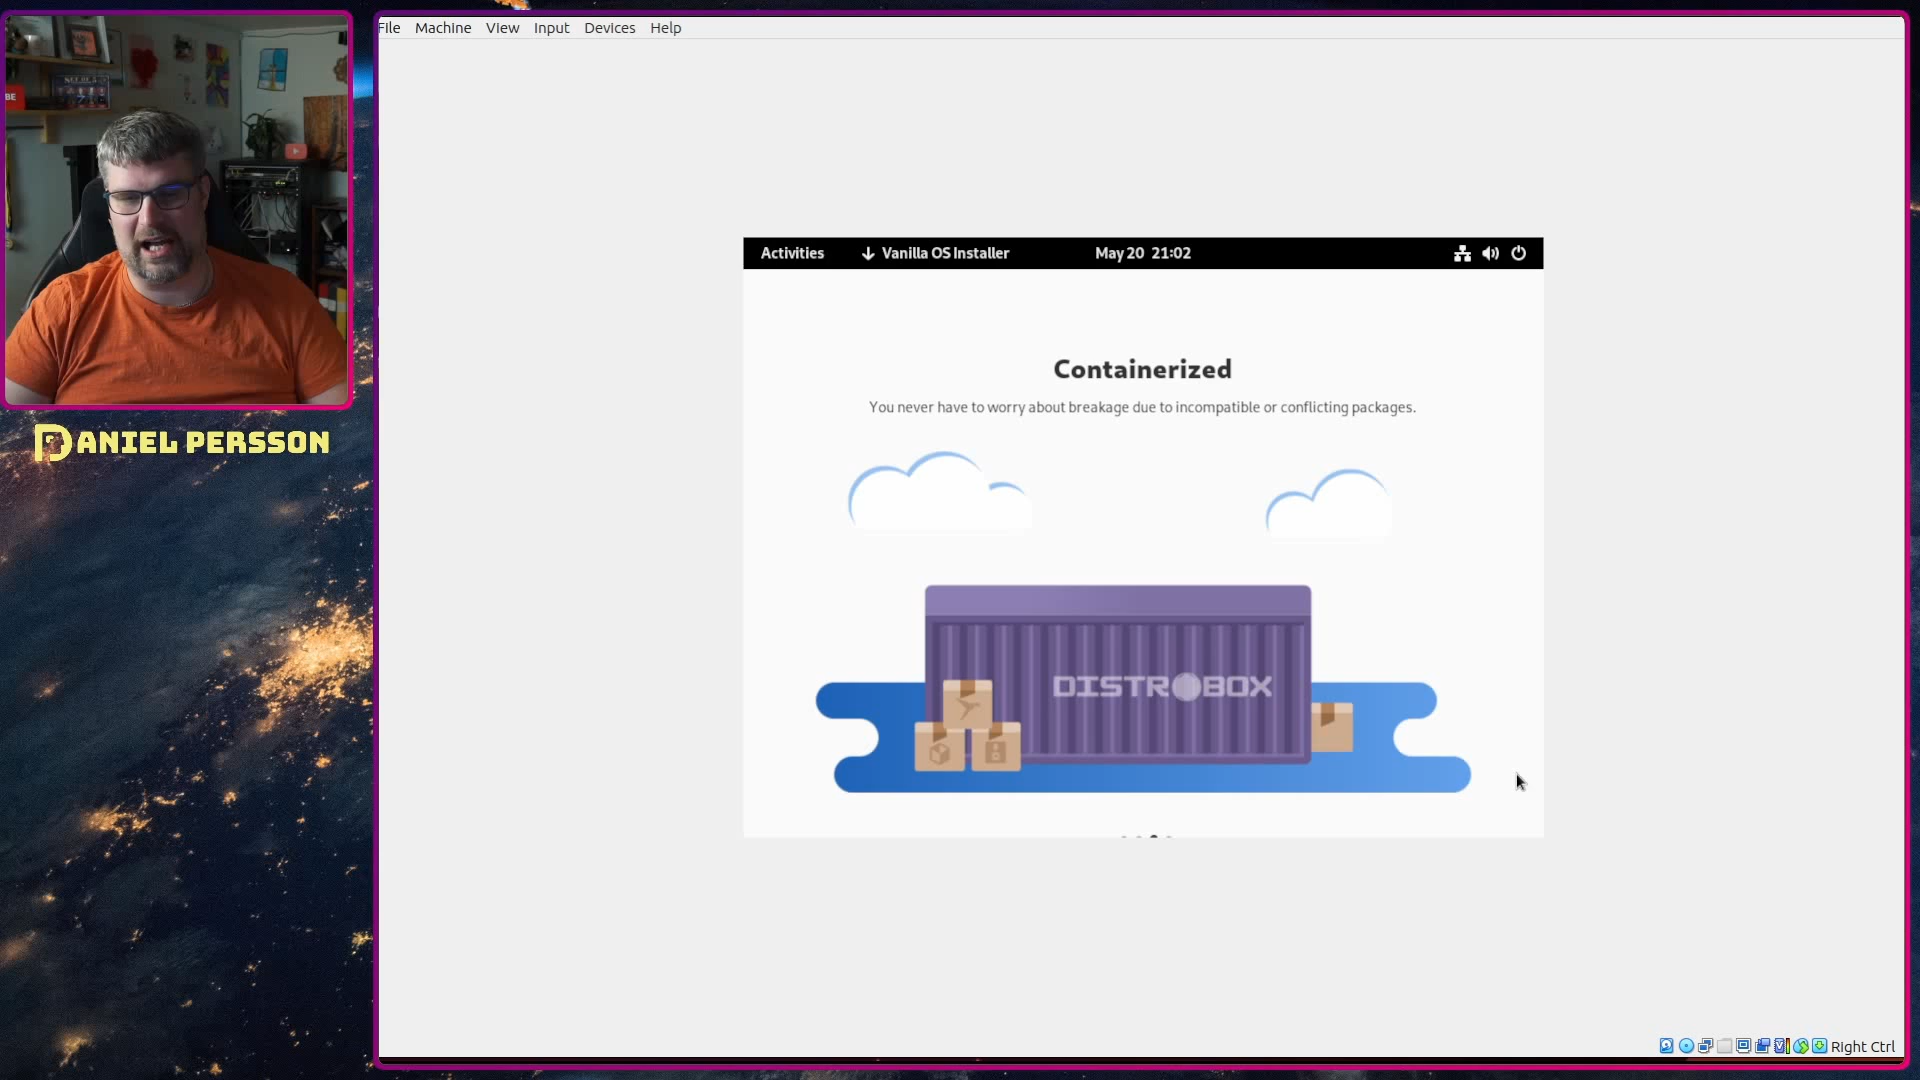 File Machine View Input Devices Help
BE
Activities Vanilla OS Installer May 20 21:02
Containerized
You never have to worry about breakage due to incompatible or conflicting packages.
DANIEL PERSSON
DISTROBOX
Right Ctrl